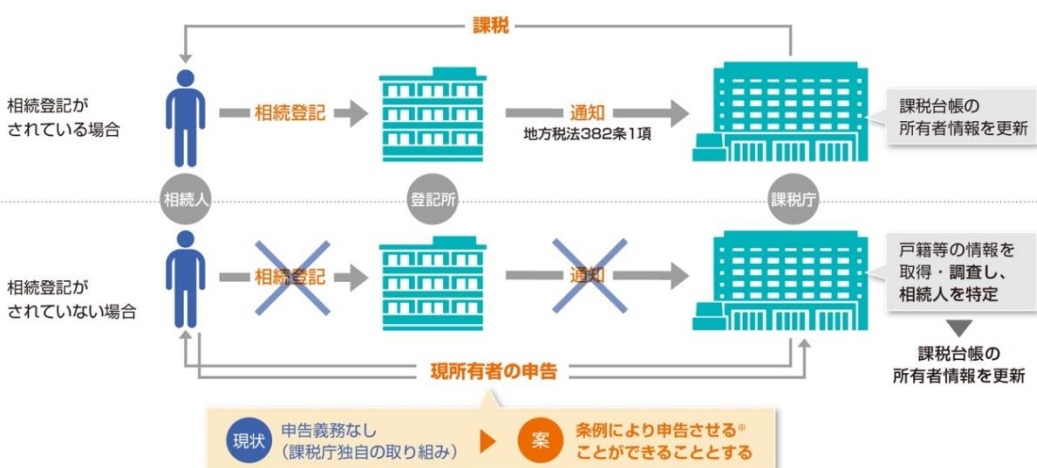 課税
相続登記が
されている場合
相続登記
通知
地方税法382条1項
課税台帳の
所有者情報を更新
相続人
登記所
課税庁
相続登記が
されていない場合
相続登記
通知
戸籍等の情報を
取得・調査し、
相続人を特定
課税台帳の
所有者情報を更新
現所有者の申告
現状
申告義務なし
（課税庁独自の取り組み）
案
条例により申告させる※
ことができることとする